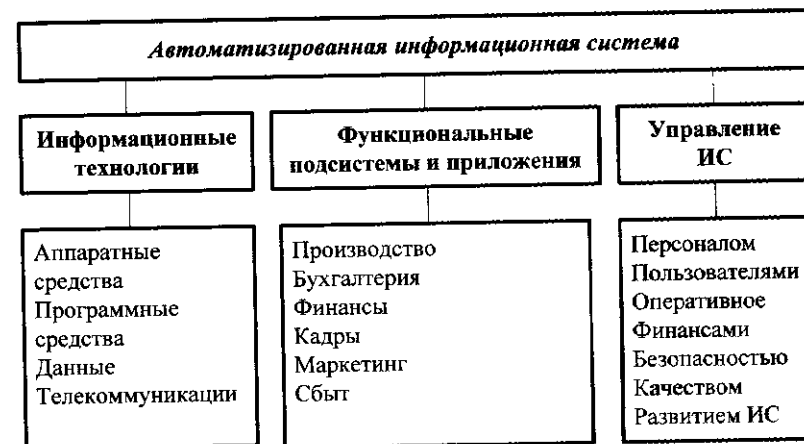 Автоматизированная информационная система
Информационные
технологии
Функциональные
подсистемы и приложения
Управление
ИС
Аппаратные
средства
Программные
средства
Данные
Телекоммуникации
Производство
Бухгалтерия
Финансы
Кадры
Маркетинг
Сбыт
Персоналом
Пользователями
Оперативное
Финансами
Безопасностью
Качеством
Развитием ИС